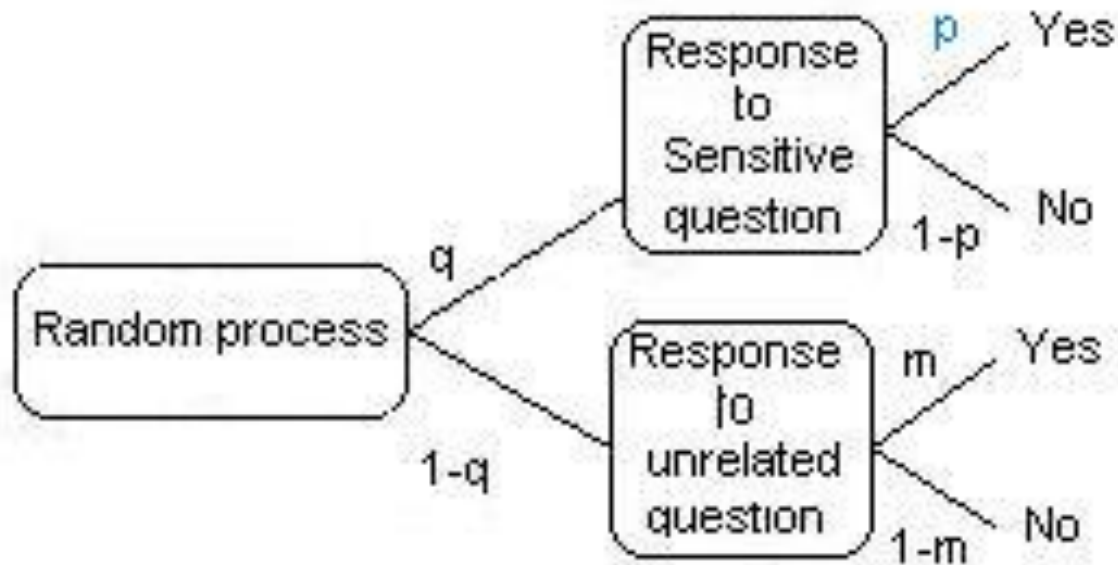 Random process
q
1-q
Response
to
Sensitive
question
p
Yes
1-p
No
Response
to
unrelated
question
m
Yes
1-m
No